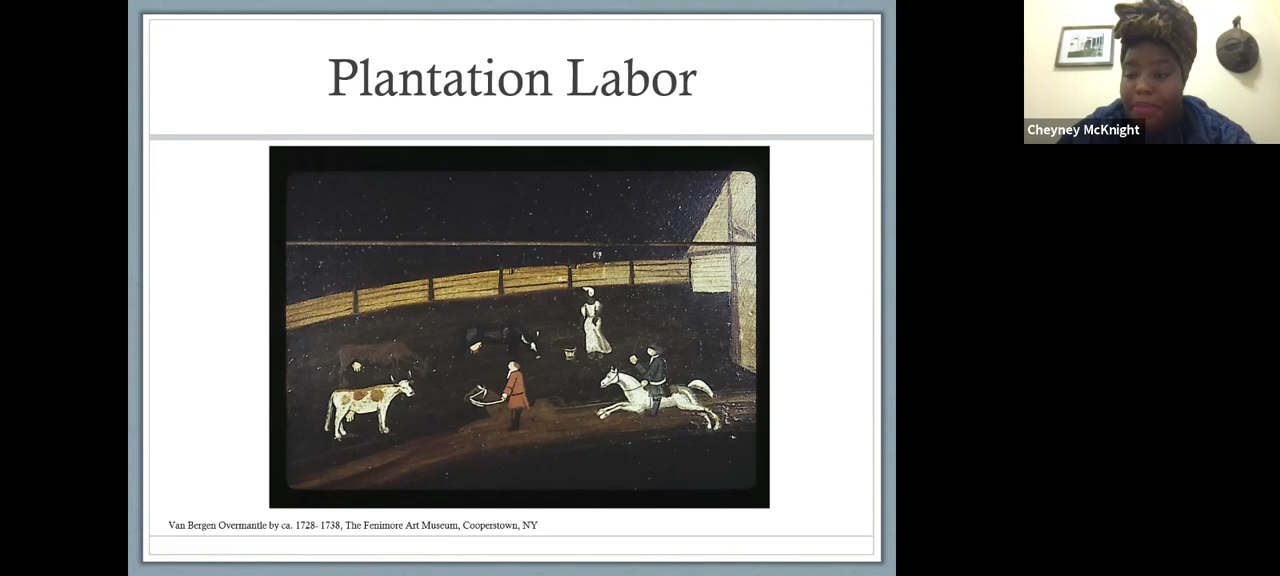 Plantation Labor
Cheyney McKnight
Van Bergen Overmantle by ca. 1728- 1738, The Fenimore Art Museum, Cooperstown, NY